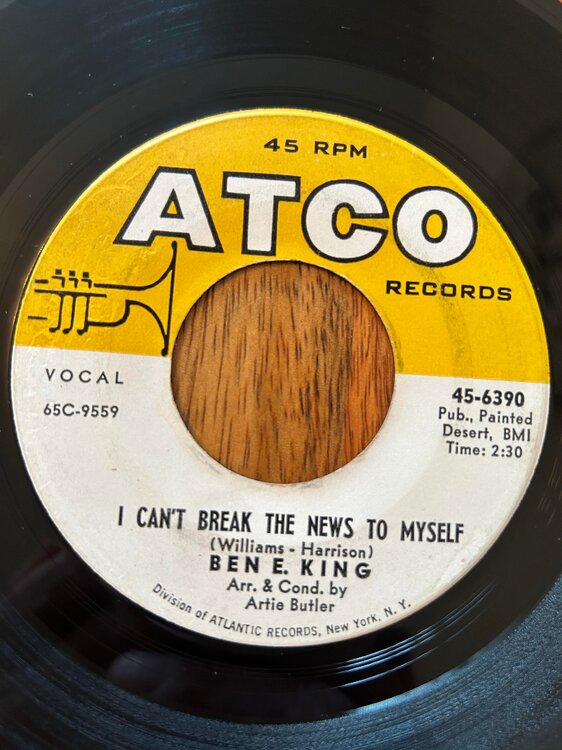 45 RPM
ATCO
RECORDS
VOCAL
65C-9559
45-6390
Pub., Painted
Desert, BMI
Time: 2:30
I CAN'T BREAK THE NEWS TO MYSELF
(Williams - Harrison)
BEN E. KING
Arr. & Cond. by
Artie Butler
Division of ATLANTIC RECORDS, New York, N. Y.